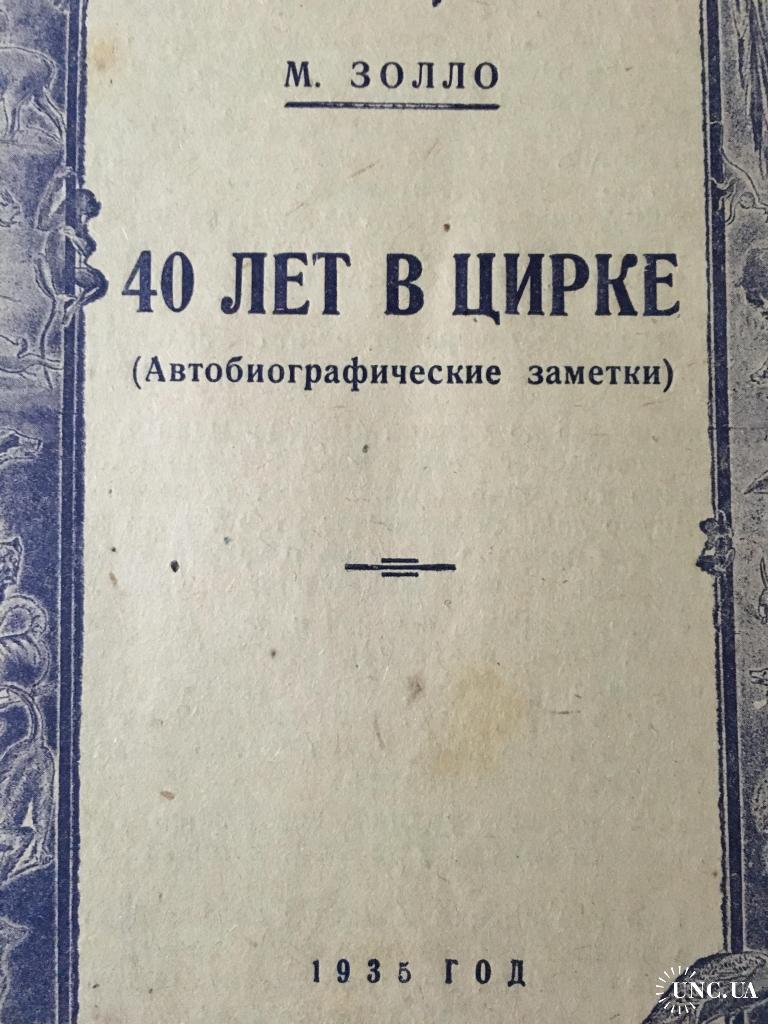 М. ЗОЛЛО
40 ЛЕТ В ЦИРКЕ
(Автобиографические заметки)
1935 ГОД
UNC.UA